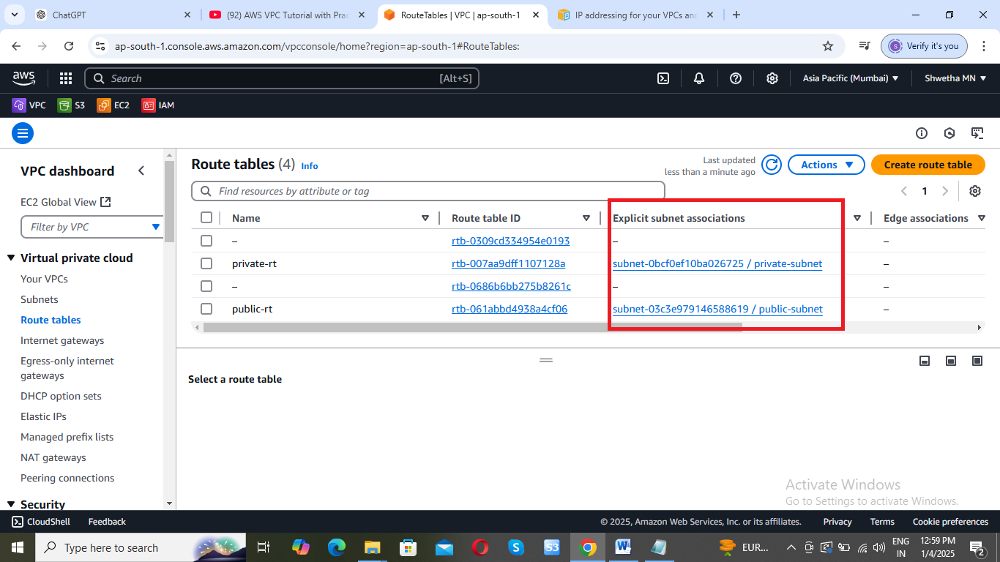 ChatGPT
(92) AWS VPC Tutorial with Prac
RouteTables | VPC | ap-south-1
IP addressing for your VPCs and
ap-south-1.console.aws.amazon.com/vpcconsole/home?region=ap-south-1#RouteTables:
S
Verify it's you
aws
Search
[Alt+S]
Asia Pacific (Mumbai)
Shwetha MN
VPC
S3
EC2
IAM
VPC dashboard
EC2 Global View
Filter by VPC
Virtual private cloud
Your VPCs
Subnets
Route tables
Internet gateways
Egress-only internet
gateways
DHCP option sets
Elastic IPs
Managed prefix lists
NAT gateways
Peering connections
Security
Route tables (4) Info
Last updated
less than a minute ago
Actions
Create route table
Find resources by attribute or tag
1
Name Route table ID Explicit subnet associations Edge associations
– rtb-0309cd334954e0193 – –
private-rt rtb-007aa9dff1107128a subnet-0bcf0ef10ba026725 / private-subnet –
– rtb-0686b6bb275b8261c – –
public-rt rtb-061abbd4938a4cf06 subnet-03c3e979146588619 / public-subnet –
Select a route table
Activate Windows
Go to Settings to activate Windows.
CloudShell
Feedback
© 2025, Amazon Web Services, Inc. or its affiliates.
Privacy
Terms
Cookie preferences
Type here to search
EUR...
ENG
IN
12:59 PM
1/4/2025
2